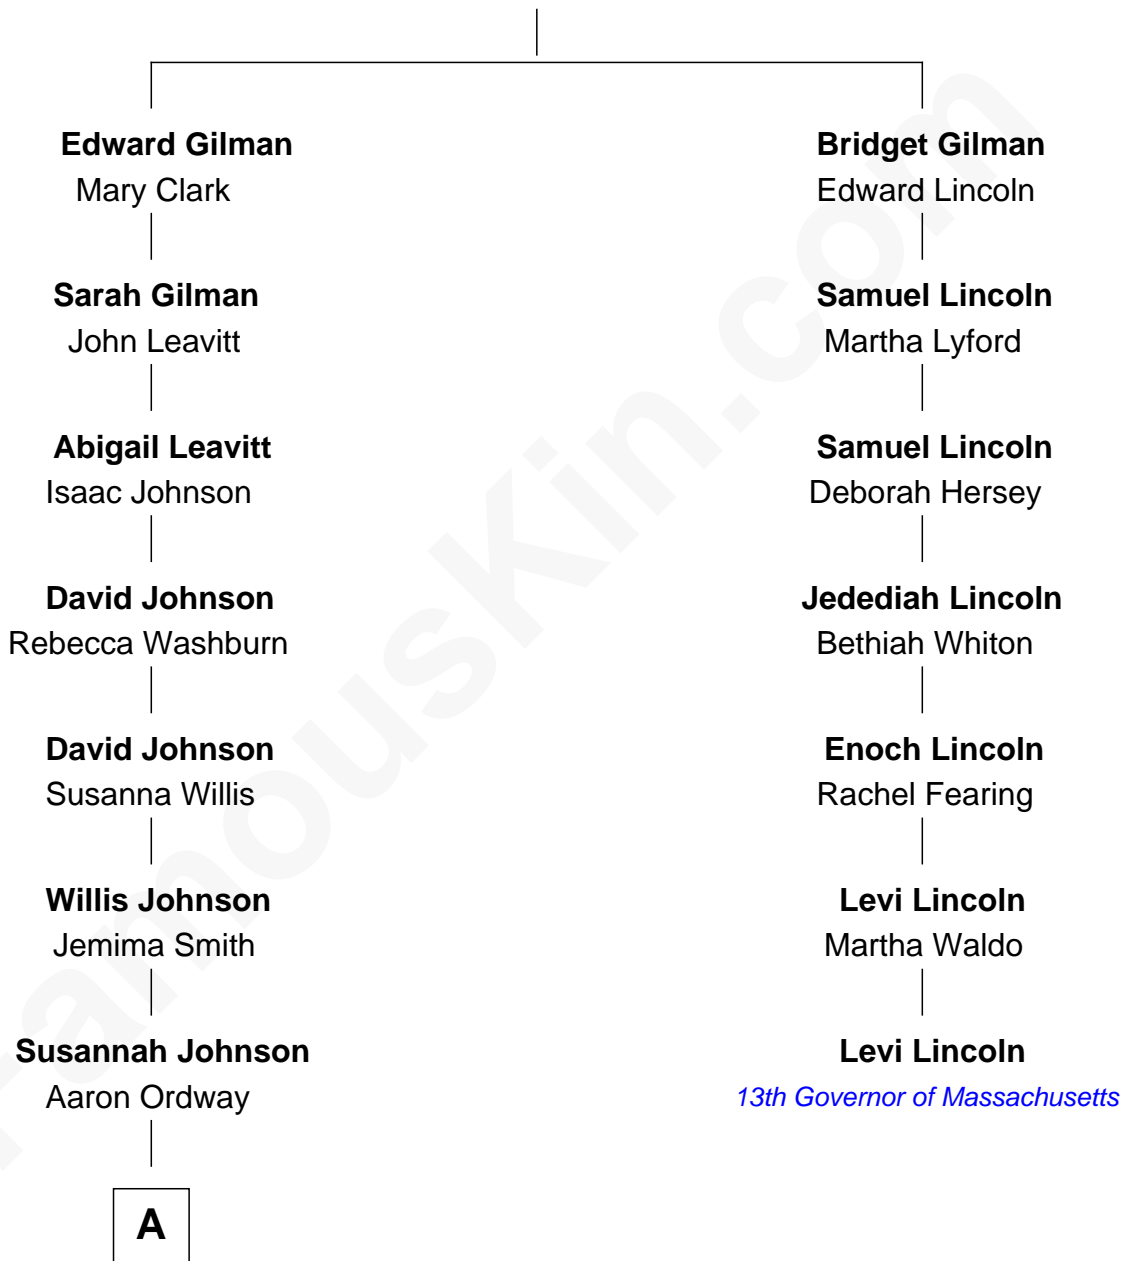 Edward Gilman
Mary Clark
Bridget Gilman
Edward Lincoln
Sarah Gilman
John Leavitt
Samuel Lincoln
Martha Lyford
Abigail Leavitt
Isaac Johnson
Samuel Lincoln
Deborah Hersey
David Johnson
Rebecca Washburn
Jedediah Lincoln
Bethiah Whiton
David Johnson
Susanna Willis
Enoch Lincoln
Rachel Fearing
Willis Johnson
Jemima Smith
Levi Lincoln
Martha Waldo
Susannah Johnson
Aaron Ordway
Levi Lincoln
13th Governor of Massachusetts
A
FamousKin.com